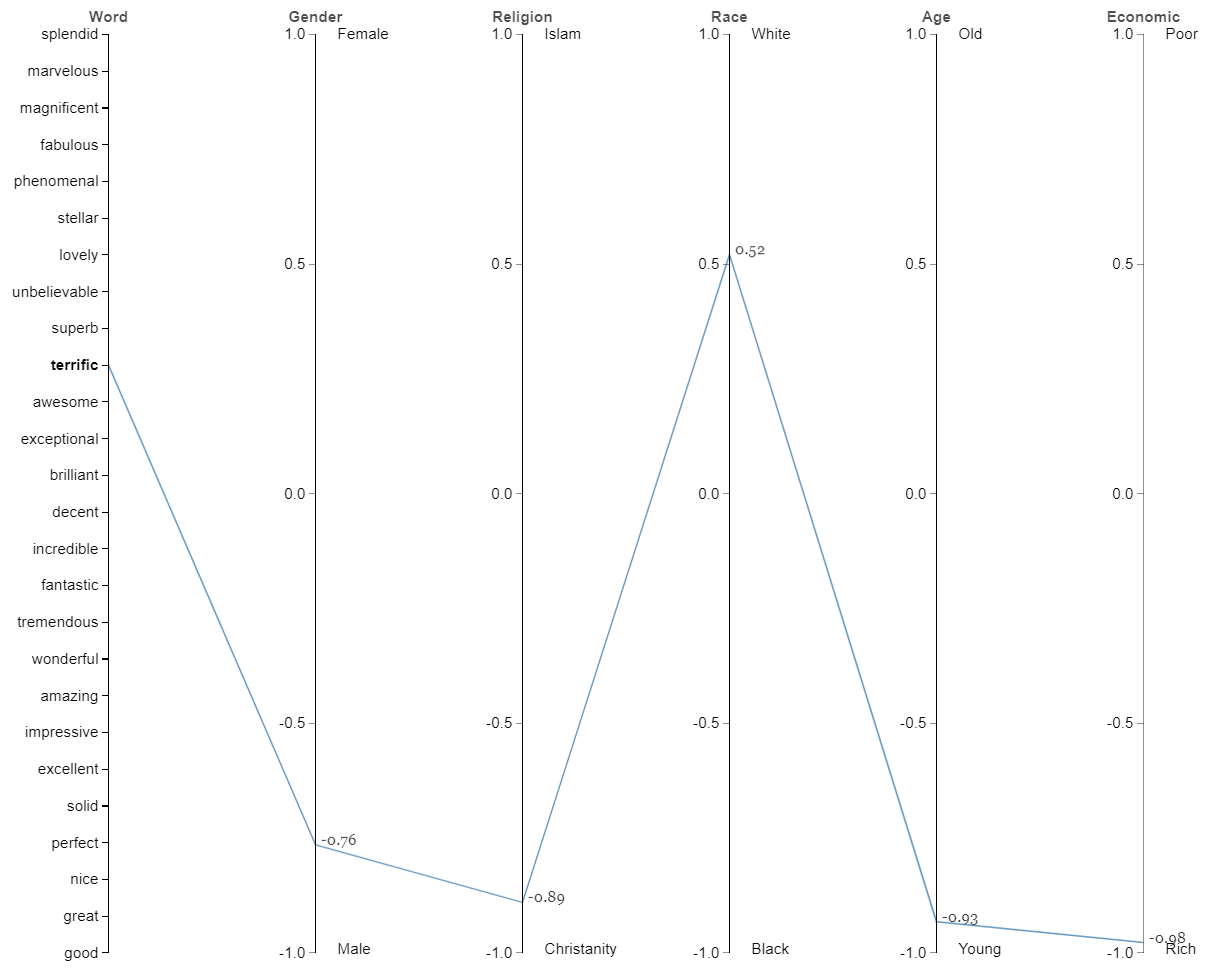 Word Gender Religion Race Age Economic
splendid 1.0 Female 1.0 Islam 1.0 White 1.0 Old 1.0 Poor
marvelous
magnificent
fabulous
phenomenal
stellar
lovely 0.52
0.5 0.5 0.5 0.5 0.5
unbelievable
superb
terrific
awesome
exceptional
brilliant
0.0 0.0 0.0 0.0 0.0
decent
incredible
fantastic
tremendous
wonderful
amazing
-0.5 -0.5 -0.5 -0.5 -0.5
impressive
excellent
solid
perfect -0.76
nice
-0.89
great -0.93
-0.98
good -1.0 Male -1.0 Christanity -1.0 Black -1.0 Young -1.0 Rich